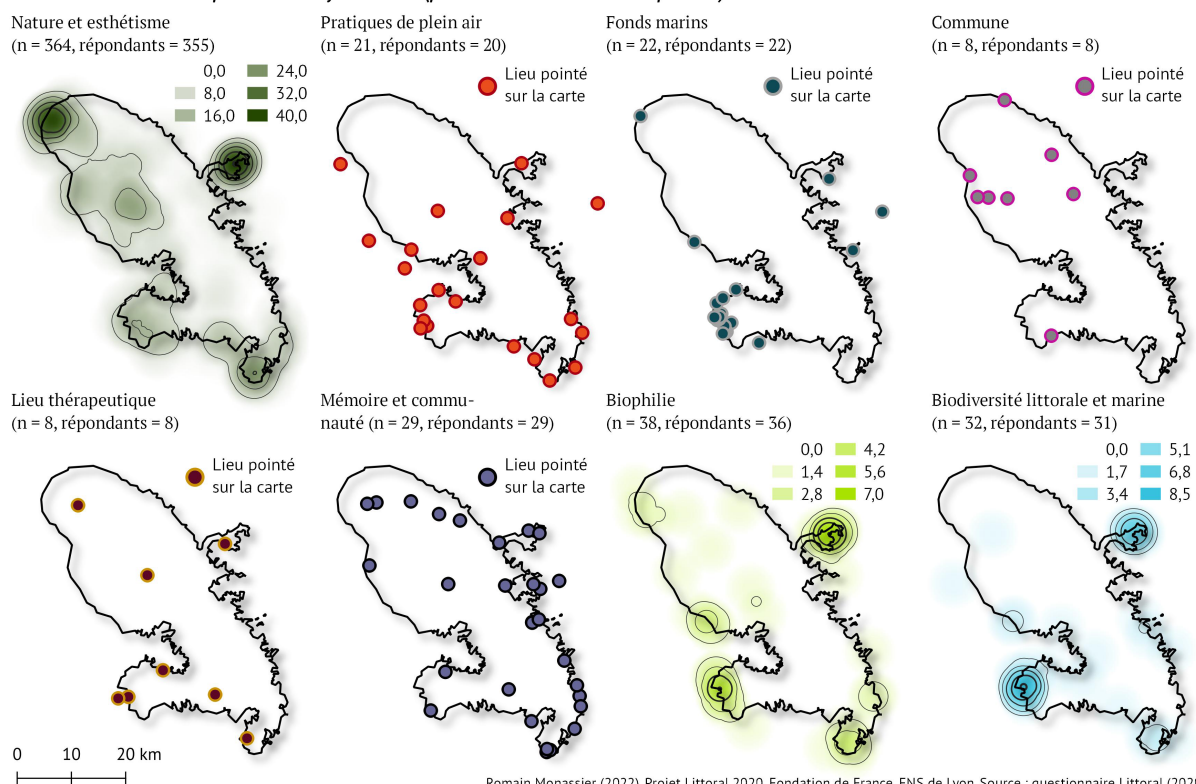 Nature et esthétisme
(n = 364, répondants = 355)
0,0 24,0
8,0 32,0
16,0 40,0
Pratiques de plein air
(n = 21, répondants = 20)
Lieu pointé
sur la carte
Fonds marins
(n = 22, répondants = 22)
Lieu pointé
sur la carte
Commune
(n = 8, répondants = 8)
Lieu pointé
sur la carte
Lieu thérapeutique
(n = 8, répondants = 8)
Lieu pointé
sur la carte
Mémoire et commu-
nauté (n = 29, répondants = 29)
Lieu pointé
sur la carte
Biophilie
(n = 38, répondants = 36)
0,0 4,2
1,4 5,6
2,8 7,0
Biodiversité littorale et marine
(n = 32, répondants = 31)
0,0 5,1
1,7 6,8
3,4 8,5
0 10 20 km
Romain Monassier (2022). Projet Littoral 2020, Fondation de France, ENS de Lyon. Source : questionnaire Littoral